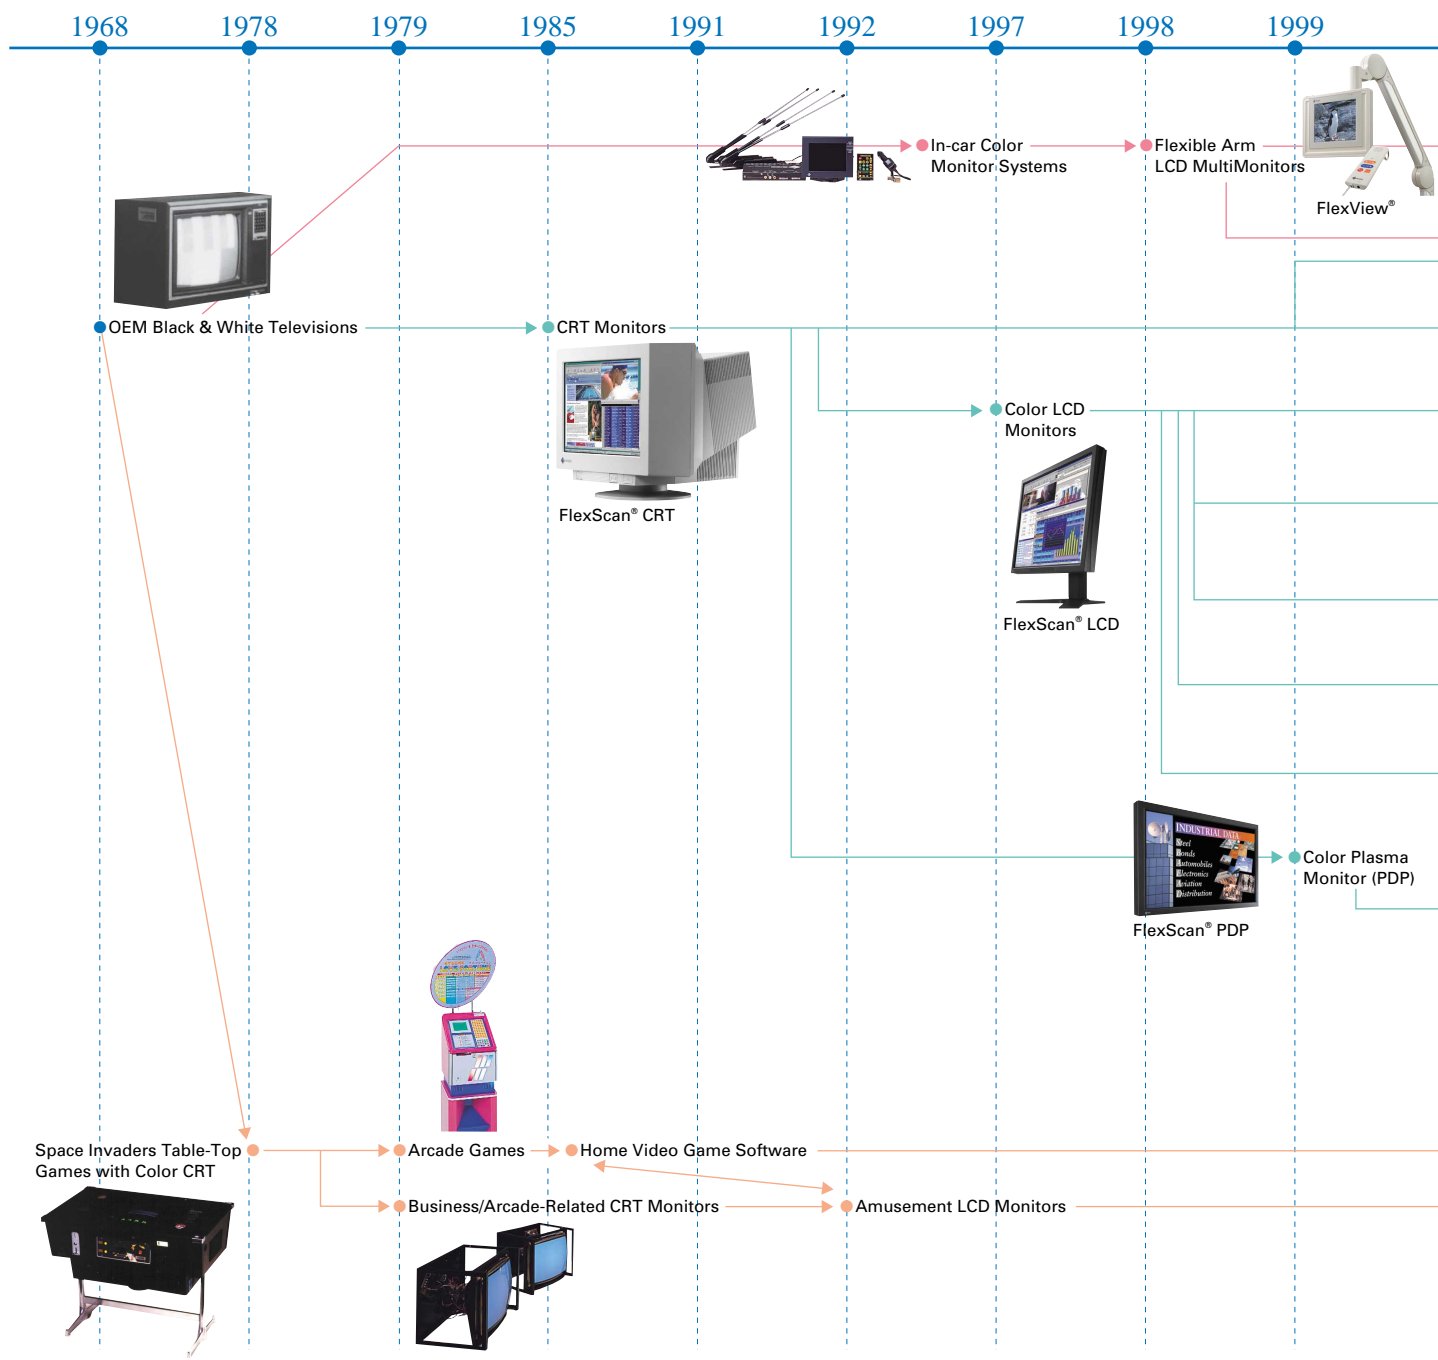 1968 1978 1979 1985 1991 1992 1997 1998 1999
In-car Color
Monitor Systems
Flexible Arm
LCD MultiMonitors
FlexView®
OEM Black & White Televisions
CRT Monitors
FlexScan® CRT
Color LCD
Monitors
FlexScan® LCD
INDUSTRIAL DATA
Steel
Bonds
Automobiles
Electronics
Aviation
Distribution
FlexScan® PDP
Color Plasma
Monitor (PDP)
Space Invaders Table-Top
Games with Color CRT
Arcade Games
Home Video Game Software
Business/Arcade-Related CRT Monitors
Amusement LCD Monitors